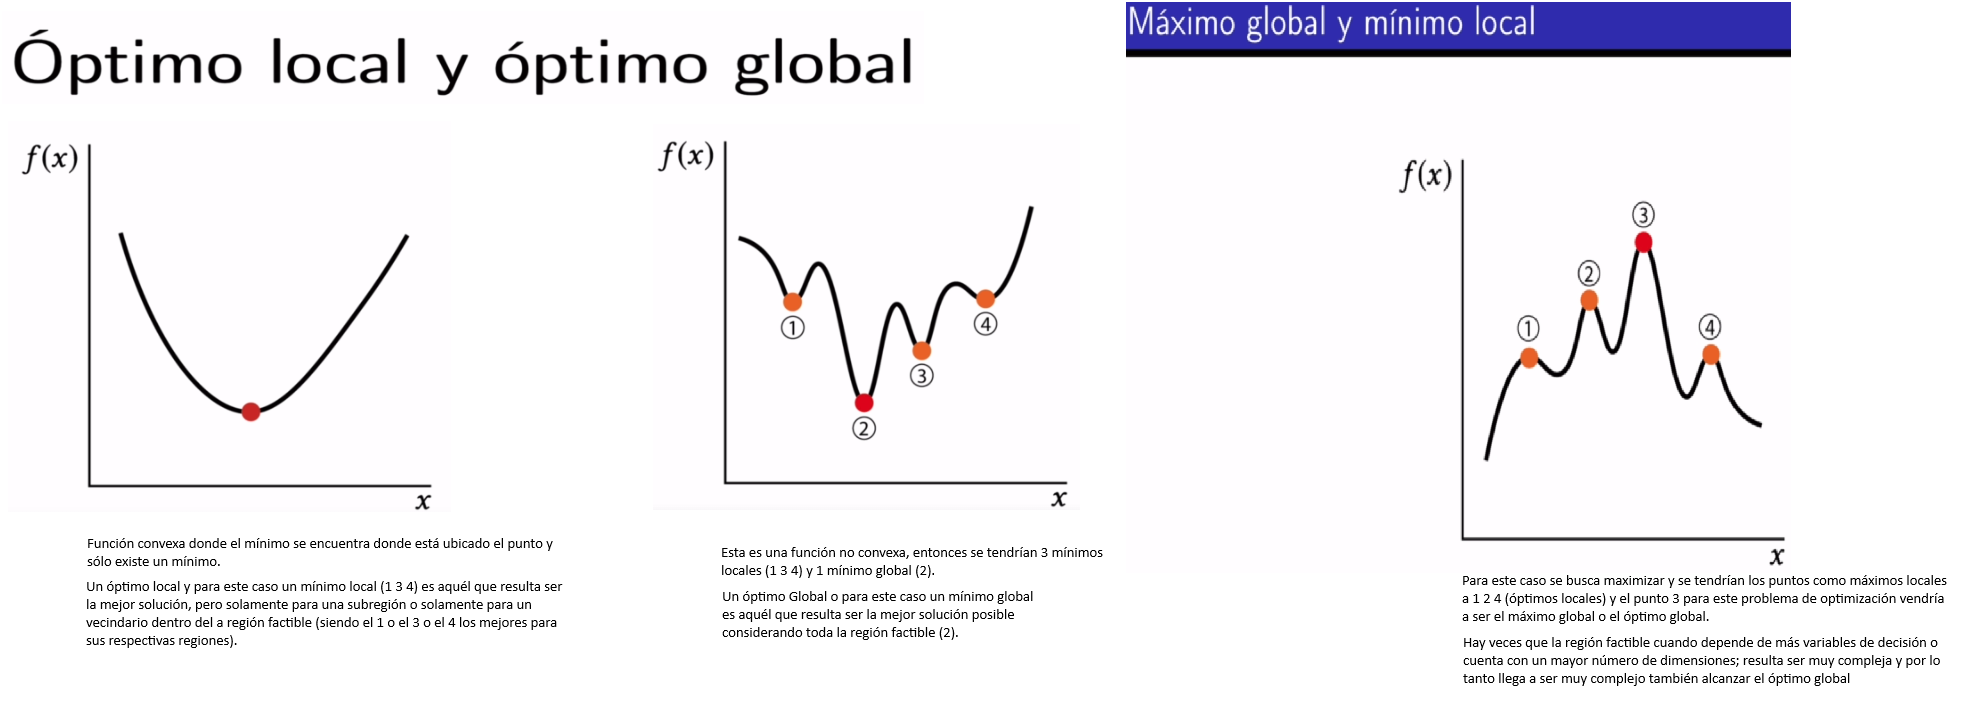 Óptimo local y óptimo global
f(x)
x
Función convexa donde el mínimo se encuentra donde está ubicado el punto y
sólo existe un mínimo.
Un óptimo local y para este caso un mínimo local (1 3 4) es aquél que resulta ser
la mejor solución, pero solamente para una subregión o solamente para un
vecindario dentro del a región factible (siendo el 1 o el 3 o el 4 los mejores para
sus respectivas regiones).
f(x)
①
②
③
④
x
Esta es una función no convexa, entonces se tendrían 3 mínimos
locales (1 3 4) y 1 mínimo global (2).
Un óptimo Global o para este caso un mínimo global
es aquél que resulta ser la mejor solución posible
considerando toda la región factible (2).
Máximo global y mínimo local
f(x)
①
②
③
④
x
Para este caso se busca maximizar y se tendrían los puntos como máximos locales
a 1 2 4 (óptimos locales) y el punto 3 para este problema de optimización vendría
a ser el máximo global o el óptimo global.
Hay veces que la región factible cuando depende de más variables de decisión o
cuenta con un mayor número de dimensiones; resulta ser muy compleja y por lo
tanto llega a ser muy complejo también alcanzar el óptimo global